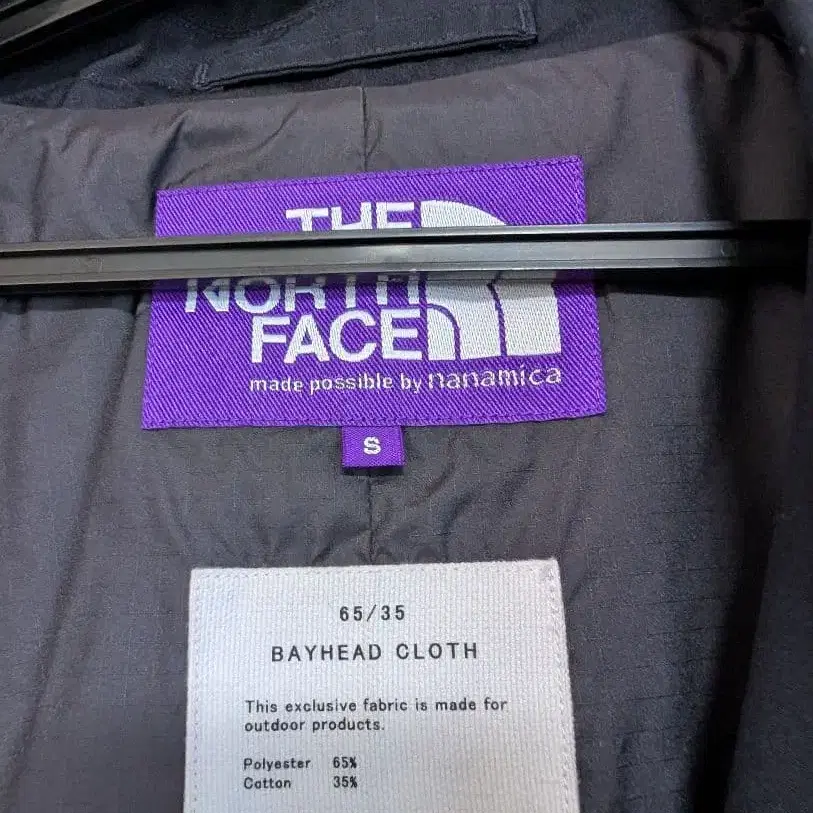 THE
NORTH
FACE
made possible by nanamica
S
65/35
BAYHEAD CLOTH
This exclusive fabric is made for
outdoor products.
Polyester 65%
Cotton 35%